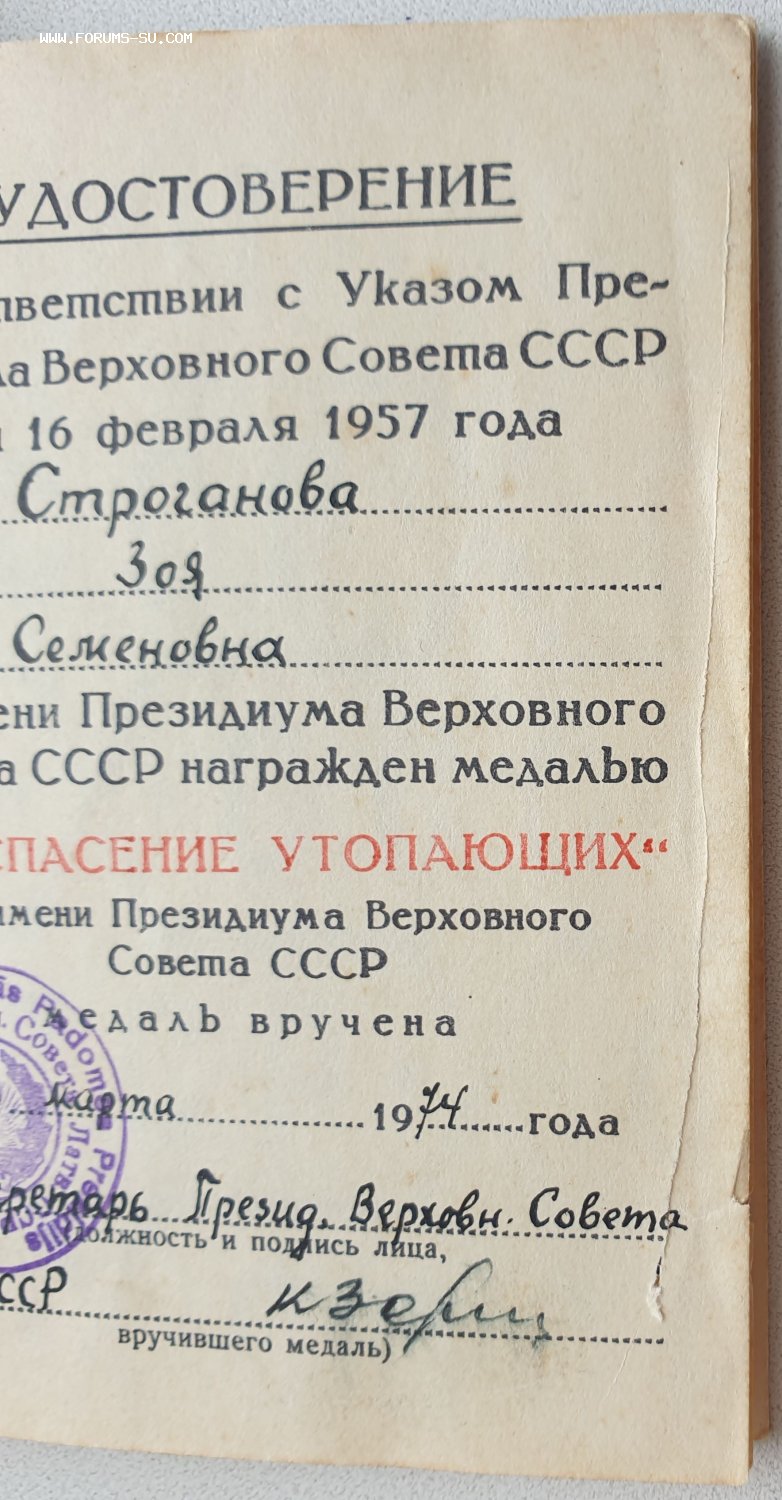 www.forums-su.com
УДОСТОВЕРЕНИЕ
тветствии с Указом Пре-
ла Верховного Совета СССР
16 февраля 1957 года
Строганова
Зоя
Семеновна
ени Президиума Верховного
а СССР награжден медалью
СПАСЕНИЕ УТОПАЮЩИХ“
имени Президиума Верховного
Совета СССР
медаль вручена
марта 1974 года
ретарь Презид. Верховн. Совета
(должность и подпись лица,
ССР
вручившего медаль)